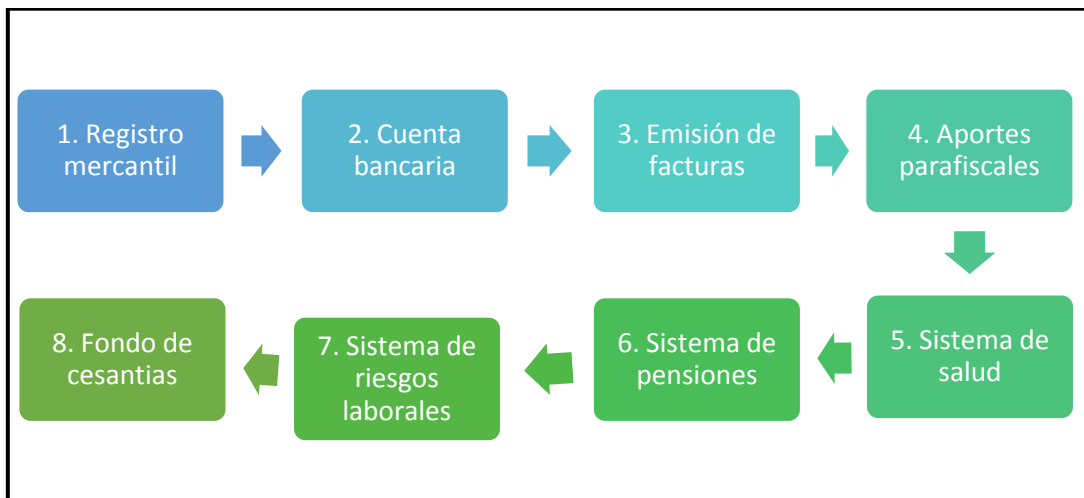 1. Registro
mercantil
2. Cuenta
bancaria
3. Emisión de
facturas
4. Aportes
parafiscales
5. Sistema de
salud
6. Sistema de
pensiones
7. Sistema de
riesgos
laborales
8. Fondo de
cesantias